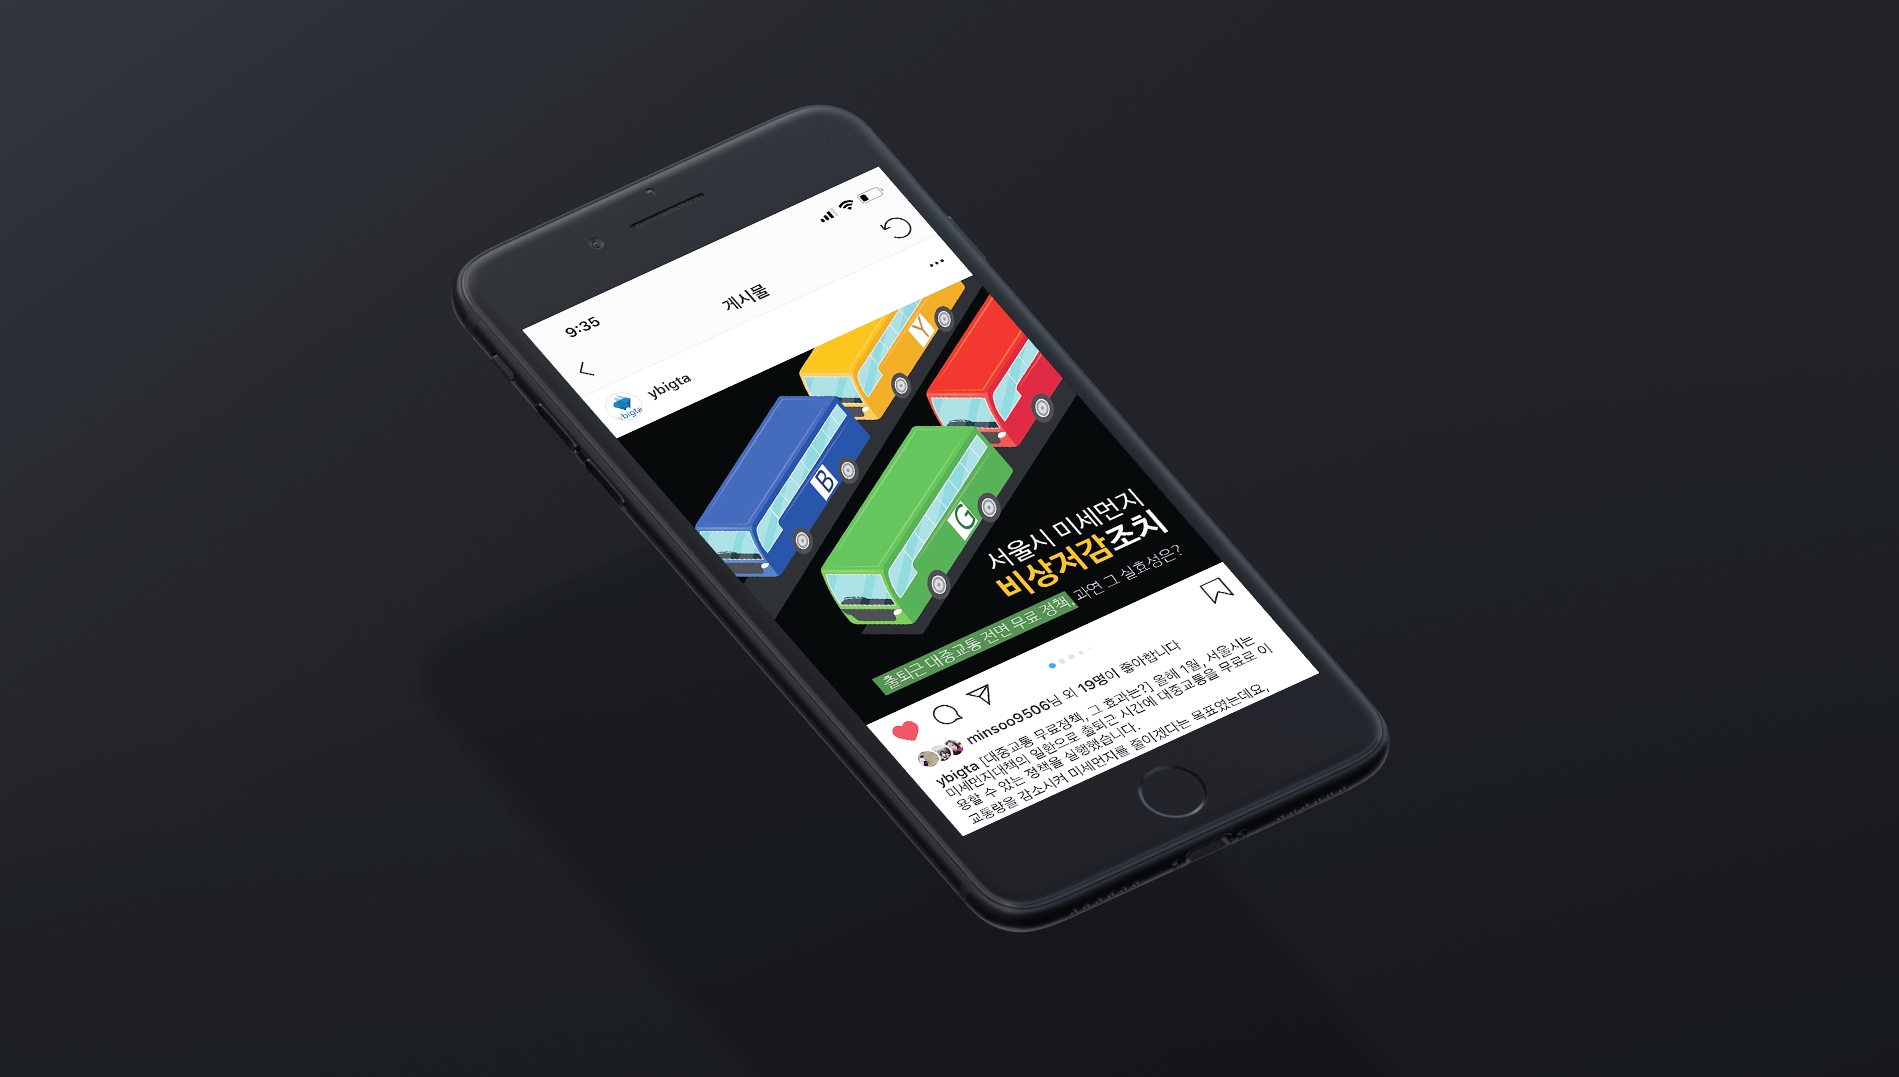 9:35
게시물
ybigta
ybigta
Y
B
G
서울시 미세먼지
비상저감조치
출퇴근 대중교통 전면 무료 정책, 과연 그 실효성은?
minsoo9506님 외 19명이 좋아합니다
ybigta [대중교통 무료정책, 그 효과는?] 올해 1월, 서울시는
미세먼지대책의 일환으로 출퇴근 시간에 대중교통을 무료로 이
용할 수 있는 정책을 실행했습니다.
교통량을 감소시켜 미세먼지를 줄이겠다는 목표였는데요,